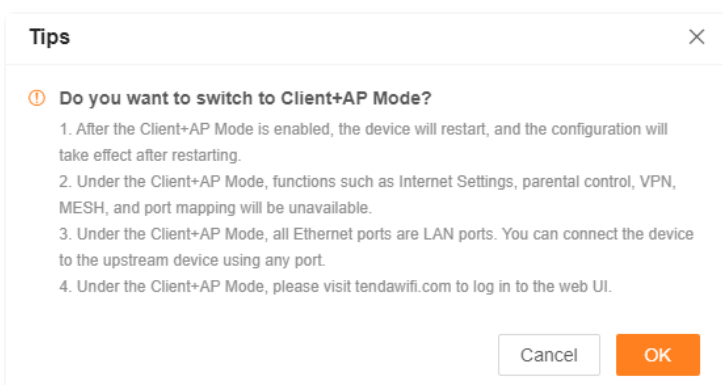 Tips
Do you want to switch to Client+AP Mode?
1. After the Client+AP Mode is enabled, the device will restart, and the configuration will
take effect after restarting.
2. Under the Client+AP Mode, functions such as Internet Settings, parental control, VPN,
MESH, and port mapping will be unavailable.
3. Under the Client+AP Mode, all Ethernet ports are LAN ports. You can connect the device
to the upstream device using any port.
4. Under the Client+AP Mode, please visit tendawifi.com to log in to the web UI.
Cancel OK